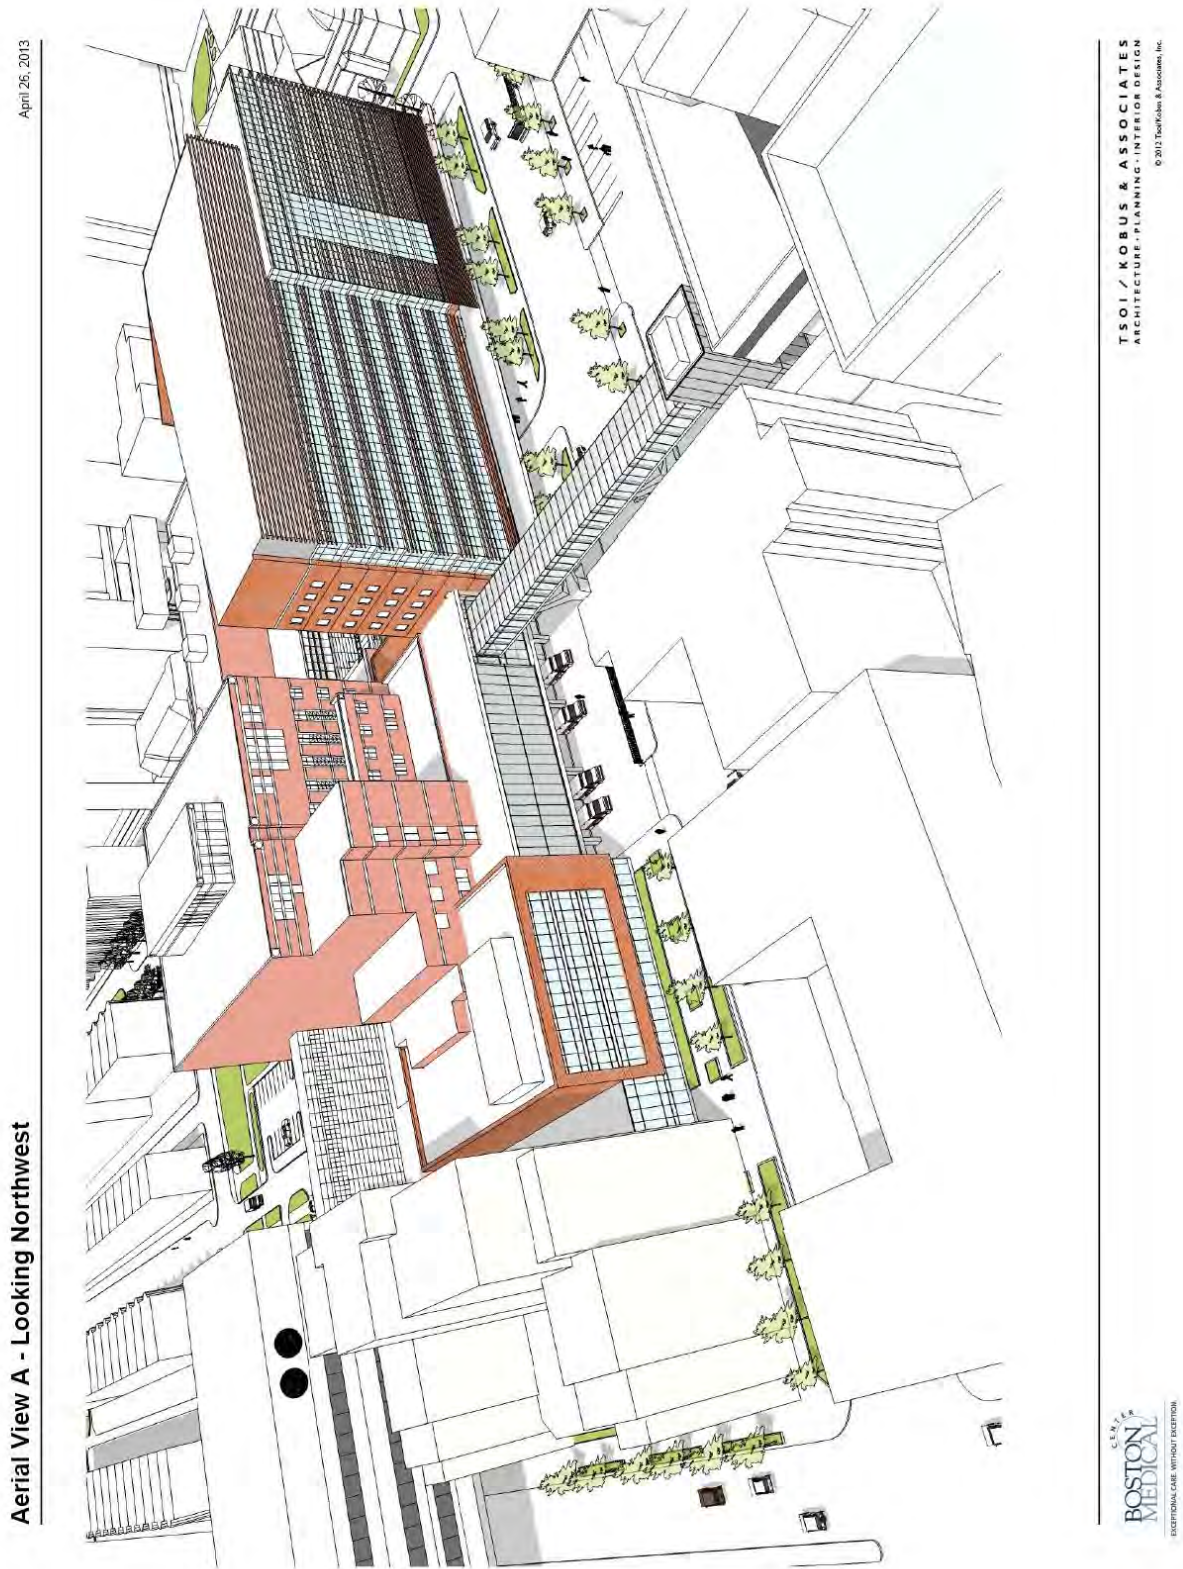 Aerial View A - Looking Northwest
April 26, 2013
CENTER
BOSTON
MEDICAL
EXCEPTIONAL CARE. WITHOUT EXCEPTION.
TSOI / KOBUS & ASSOCIATES
ARCHITECTURE • PLANNING • INTERIOR DESIGN
© 2012 Tsoi/Kobus & Associates, Inc.